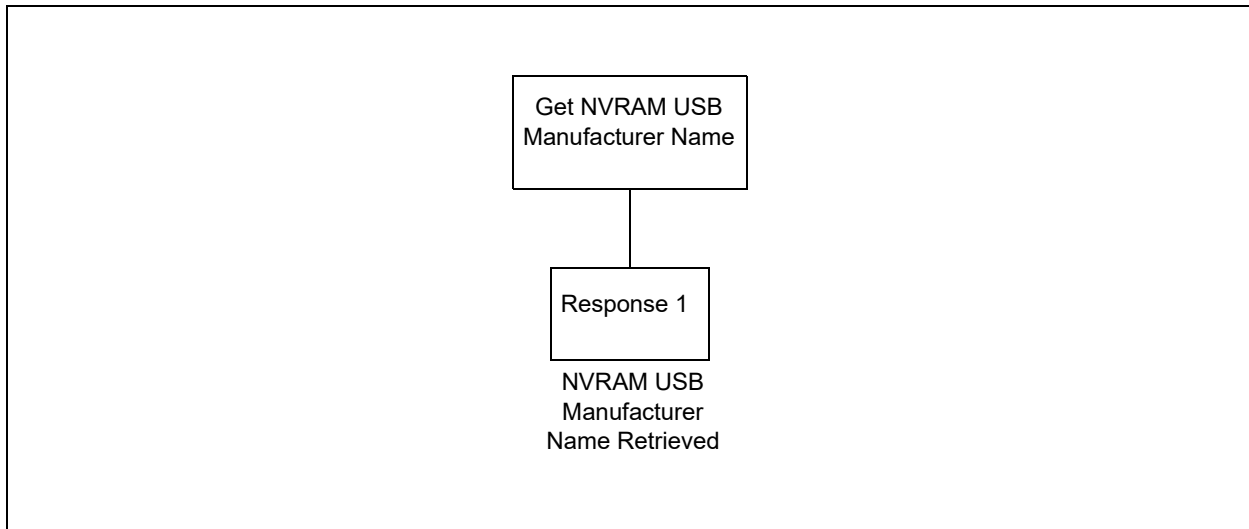 Get NVRAM USB
Manufacturer Name
Response 1
NVRAM USB
Manufacturer
Name Retrieved